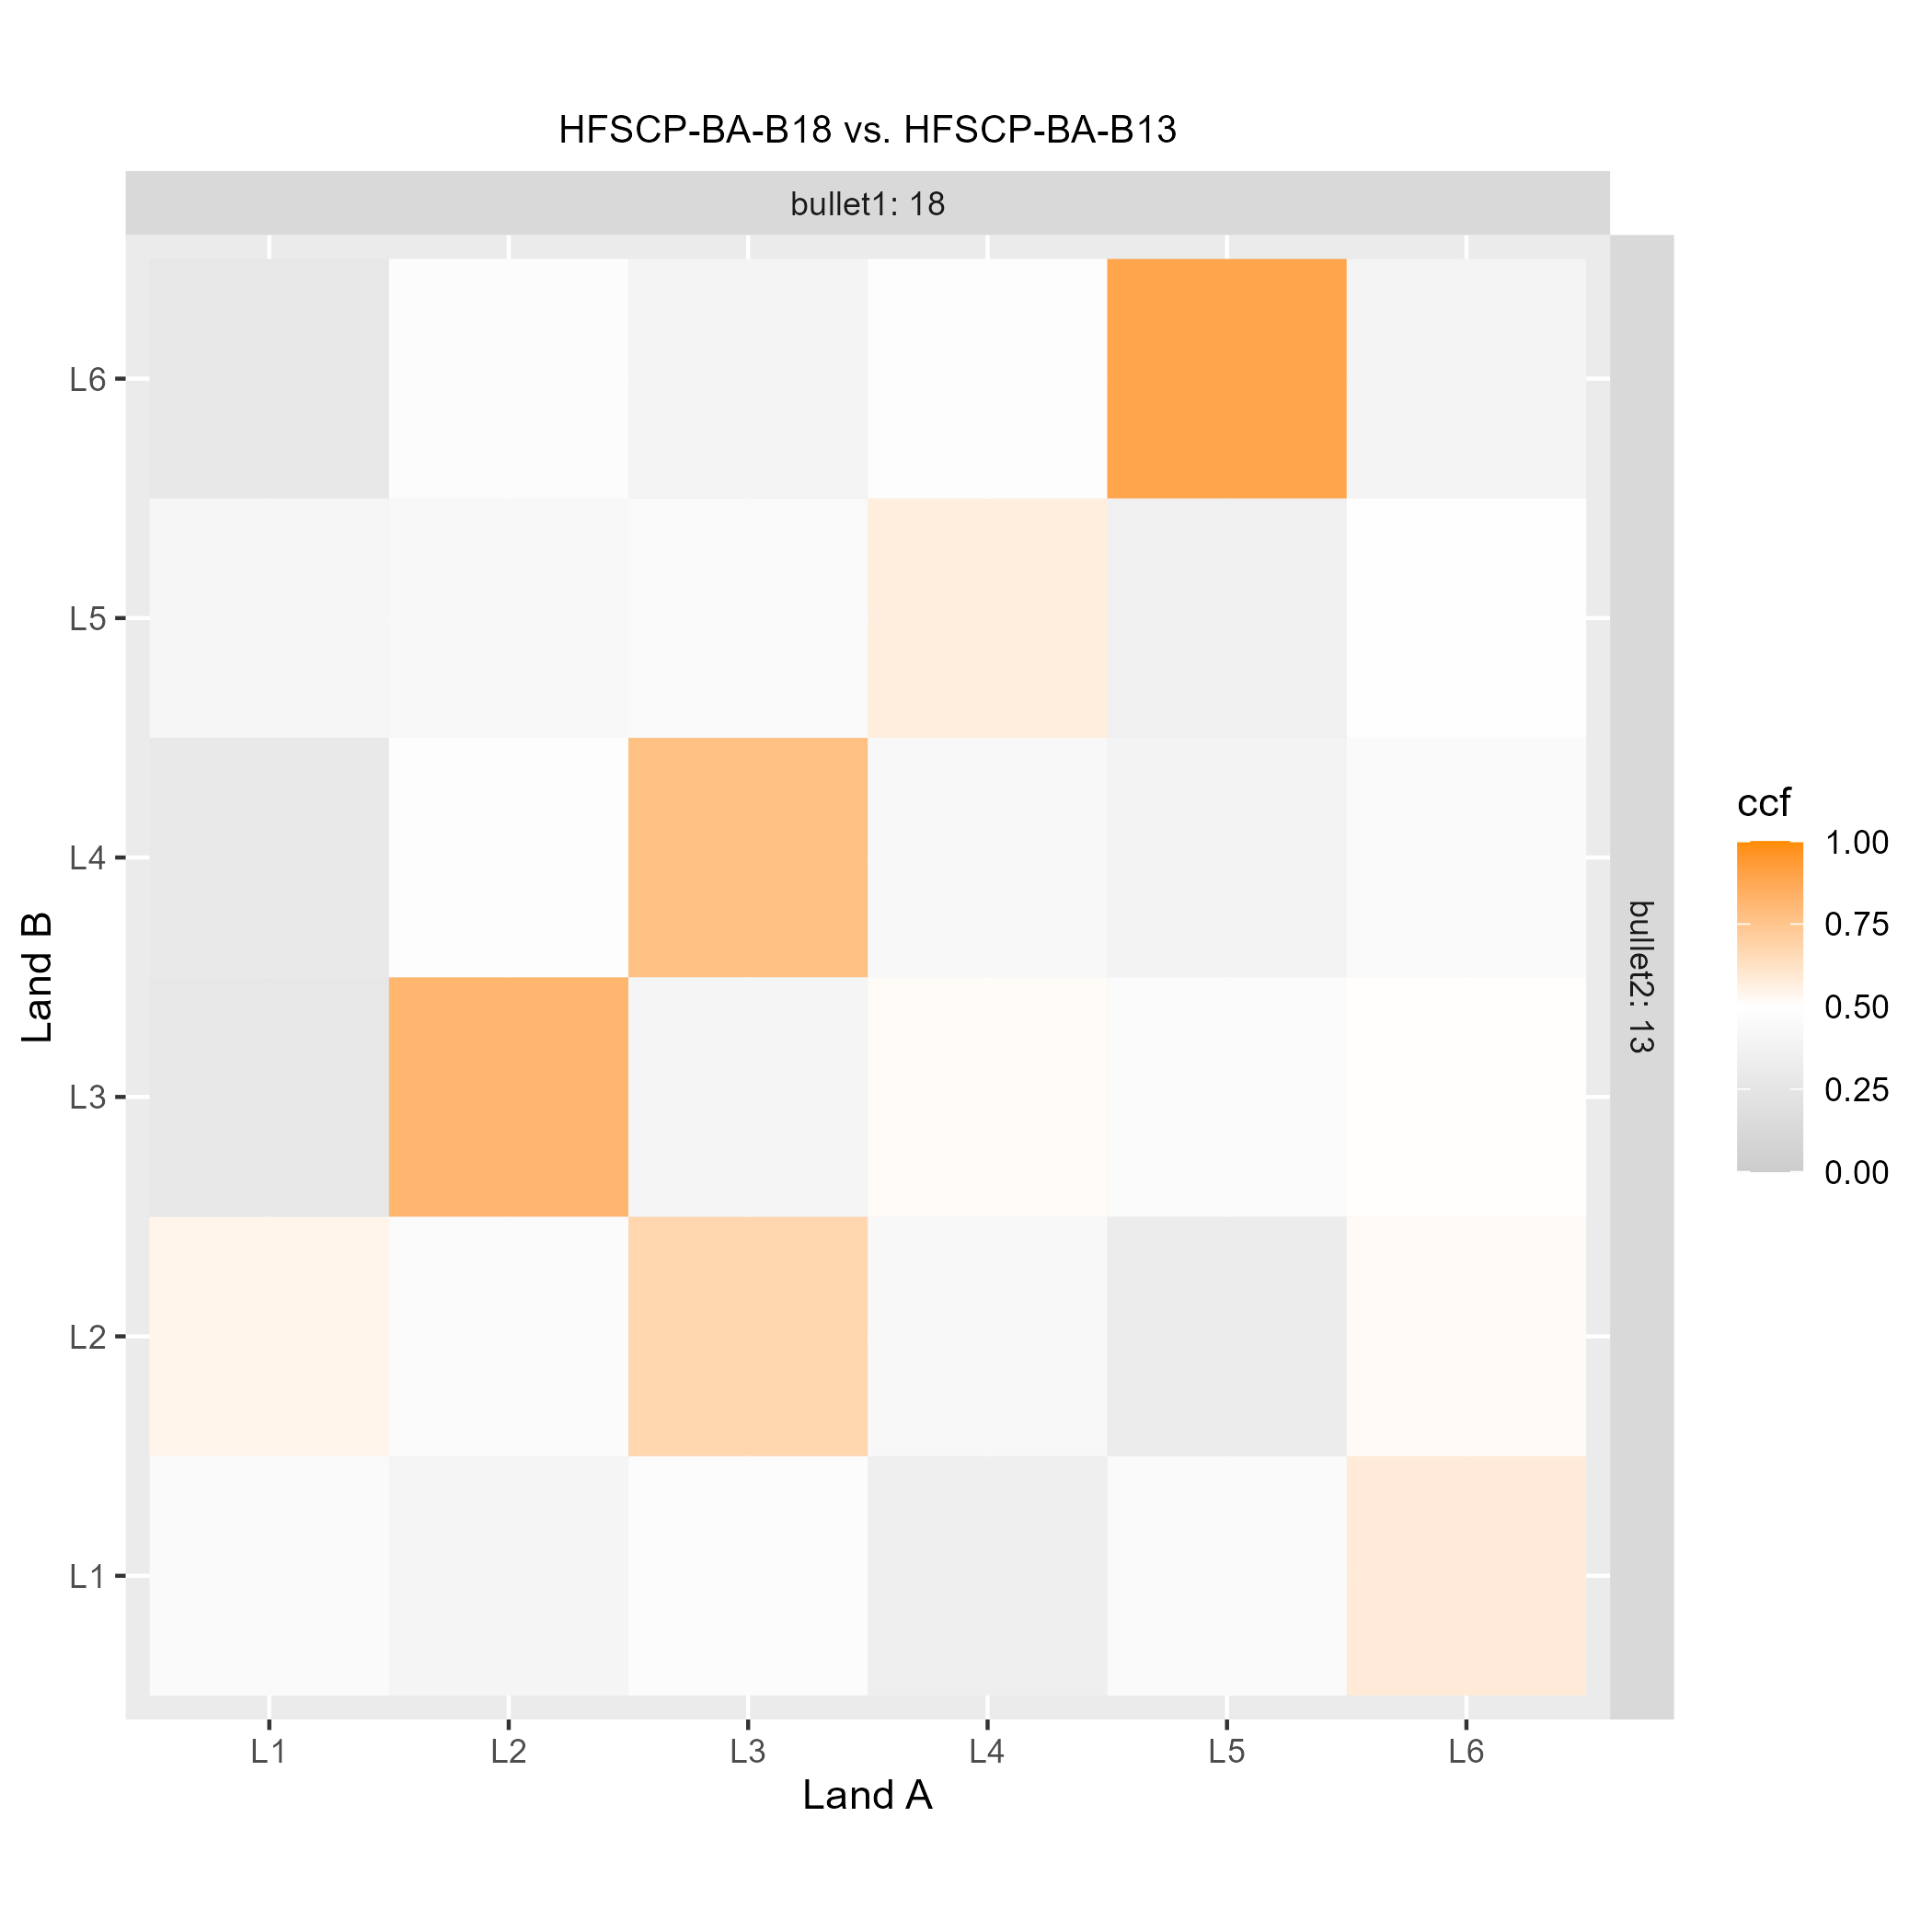 HFSCP-BA-B18 vs. HFSCP-BA-B13
bullet1: 18
L6
L5
L4
L3
L2
L1
Land B
bullet2: 13
L1 L2 L3 L4 L5 L6
Land A
ccf
1.00
0.75
0.50
0.25
0.00